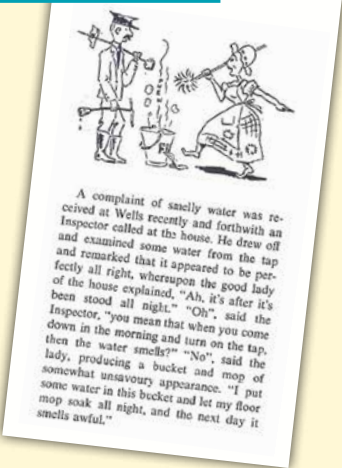 A complaint of smelly water was re-
ceived at Wells recently and forthwith an
Inspector called at the house. He drew off
and examined some water from the tap
and remarked that it appeared to be per-
fectly all right, whereupon the good lady
of the house explained, "Ah, it's after it's
been stood all night." "Oh", said the
Inspector, "you mean that when you come
down in the morning and turn on the tap,
then the water smells?" "No", said the
lady, producing a bucket and mop of
somewhat unsavoury appearance. "I put
some water in this bucket and let my floor
mop soak all night, and the next day it
smells awful."